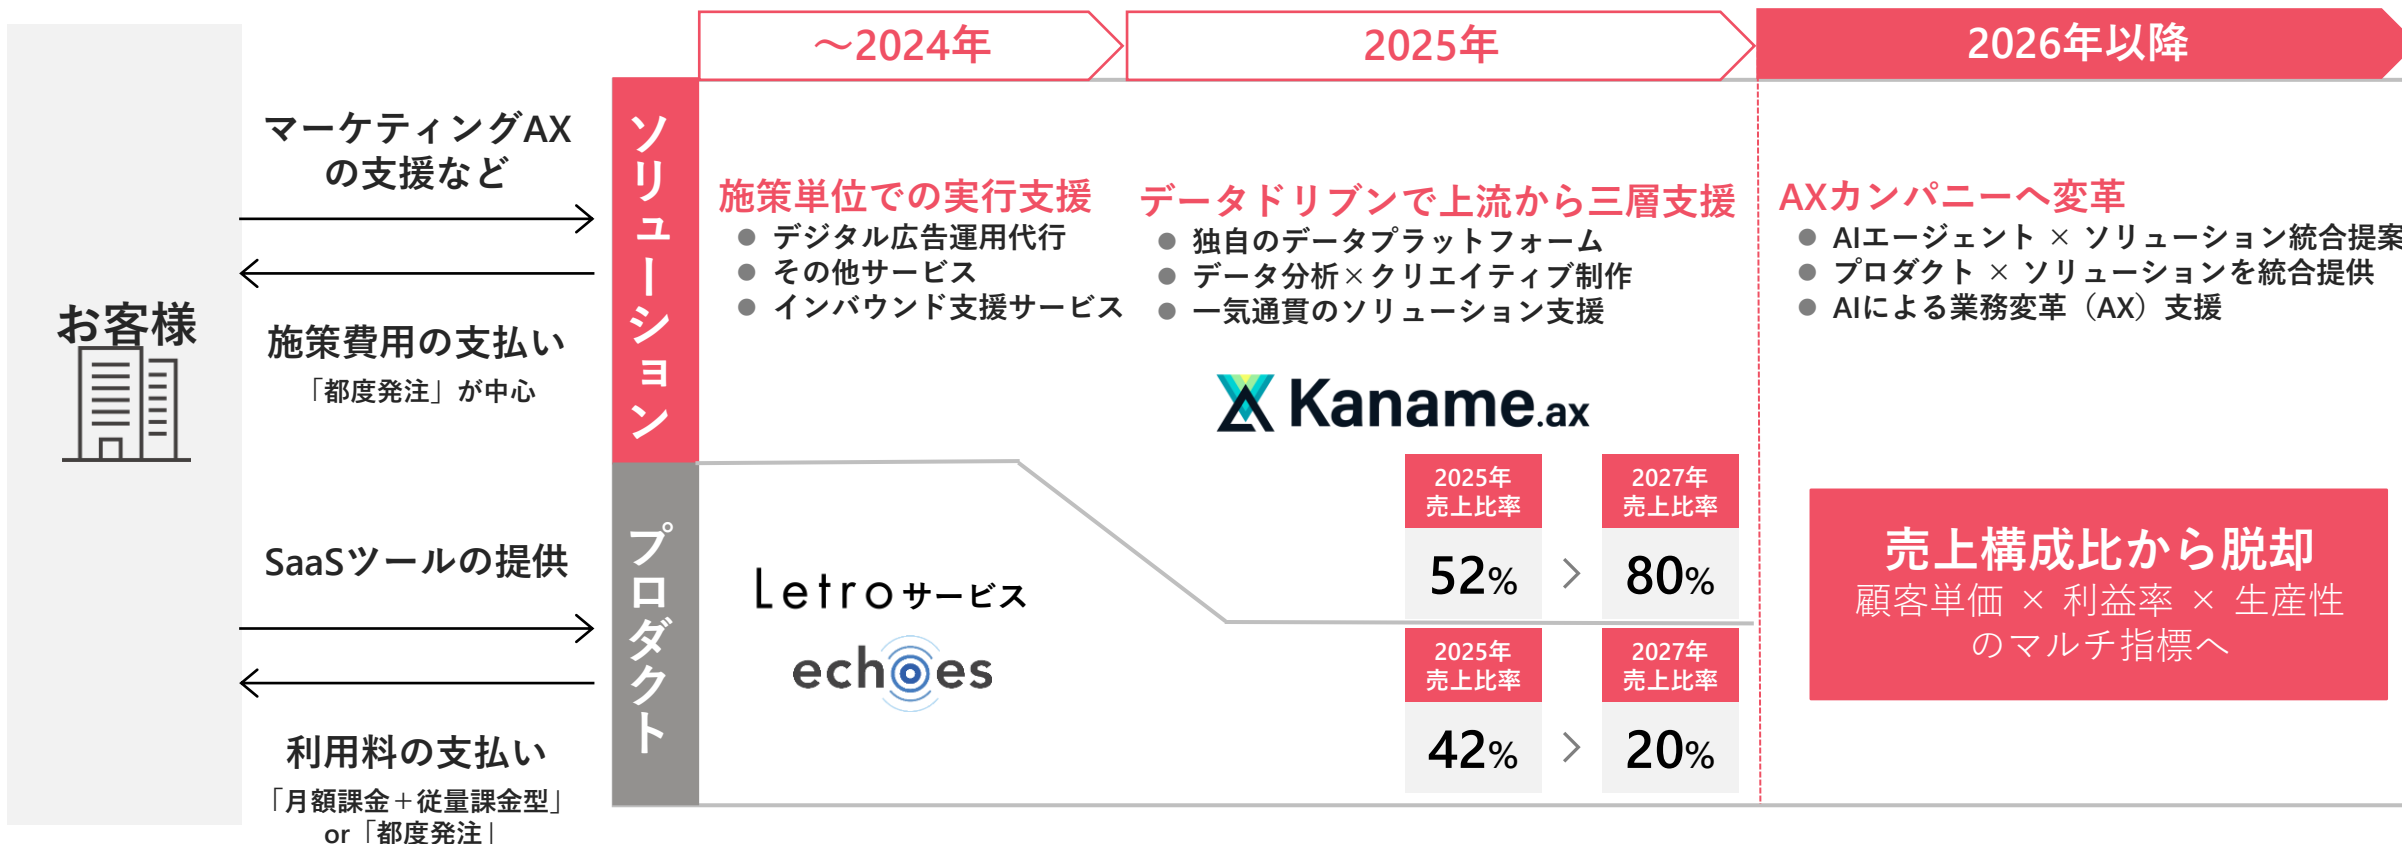 ～2024年
2025年
2026年以降
お客様
マーケティングAX
の支援など
施策費用の支払い
「都度発注」が中心
SaaSツールの提供
利用料の支払い
「月額課金＋従量課金型」
or「都度発注」
ソリューション
施策単位での実行支援
● デジタル広告運用代行
● その他サービス
● インバウンド支援サービス
データドリブンで上流から三層支援
● 独自のデータプラットフォーム
● データ分析×クリエイティブ制作
● 一気通貫のソリューション支援
Kaname.ax
AXカンパニーへ変革
● AIエージェント × ソリューション統合提案
● プロダクト × ソリューションを統合提供
● AIによる業務変革（AX）支援
2025年
売上比率
52%
>
2027年
売上比率
80%
プロダクト
Letro サービス
echoes
2025年
売上比率
42%
>
2027年
売上比率
20%
売上構成比から脱却
顧客単価 × 利益率 × 生産性
のマルチ指標へ